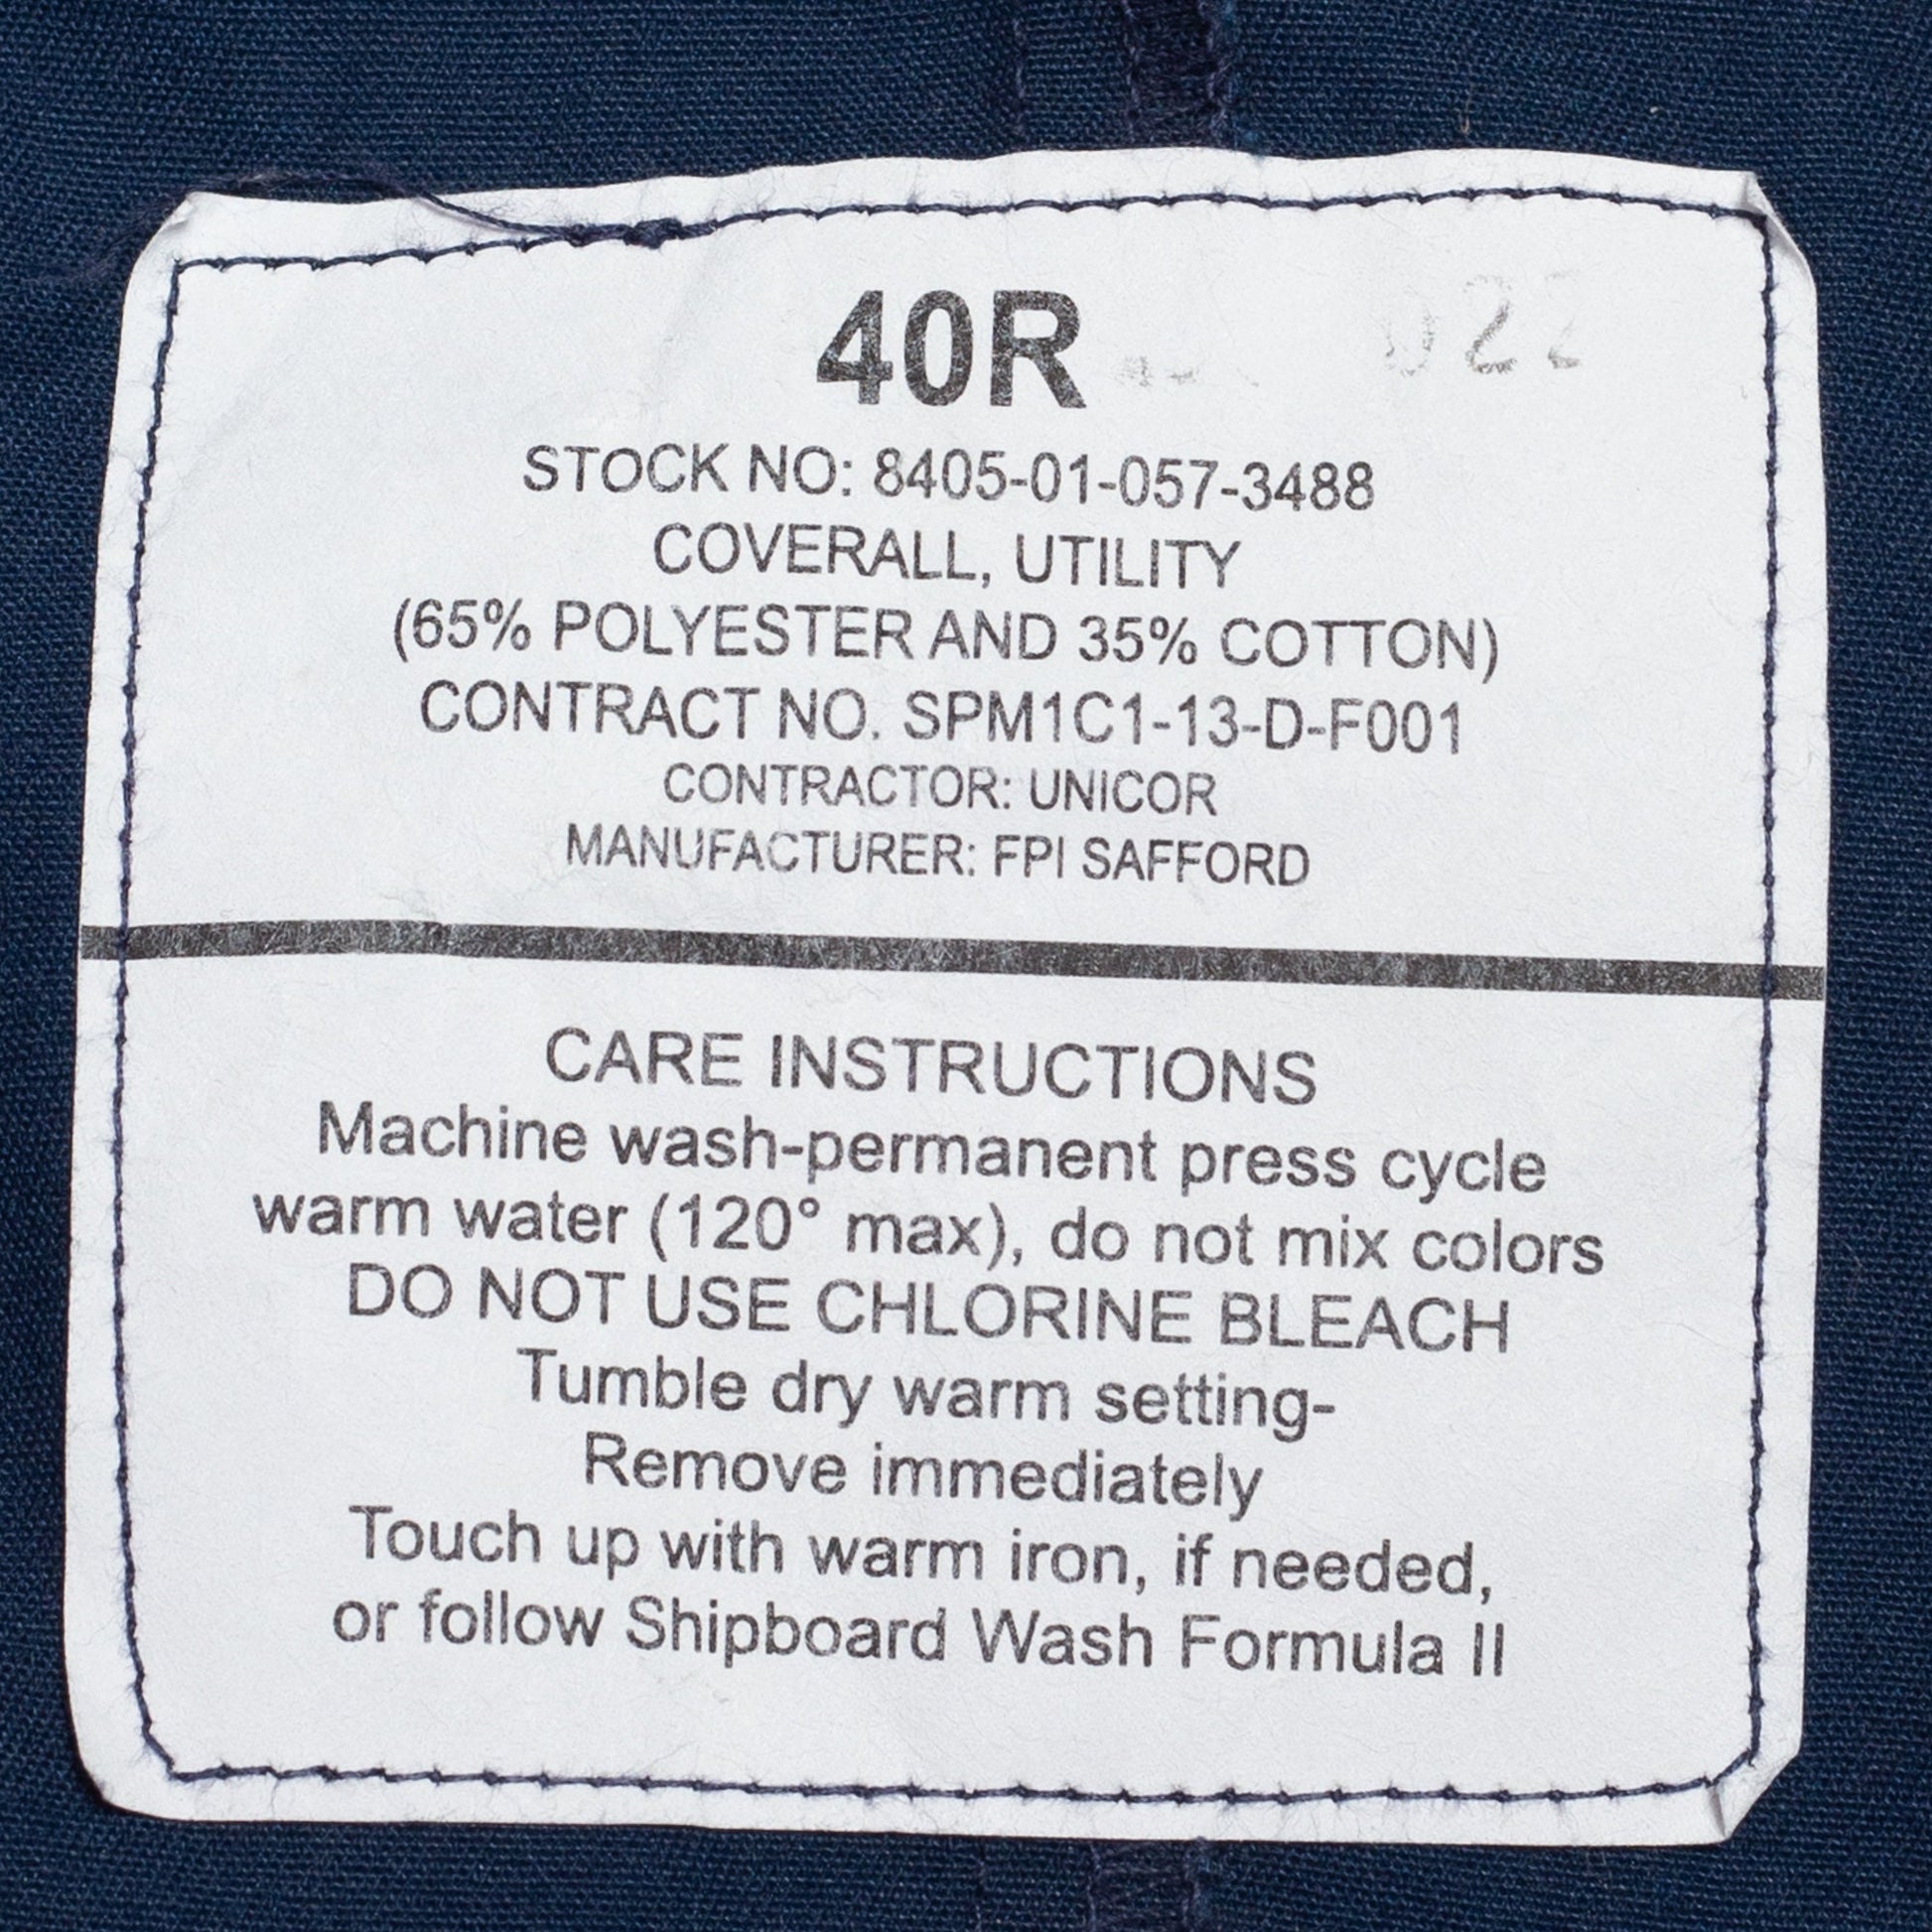 40R
STOCK NO: 8405-01-057-3488
COVERALL, UTILITY
(65% POLYESTER AND 35% COTTON)
CONTRACT NO. SPM1C1-13-D-F001
CONTRACTOR: UNICOR
MANUFACTURER: FPI SAFFORD
CARE INSTRUCTIONS
Machine wash-permanent press cycle
warm water (120° max), do not mix colors
DO NOT USE CHLORINE BLEACH
Tumble dry warm setting-
Remove immediately
Touch up with warm iron, if needed,
or follow Shipboard Wash Formula II